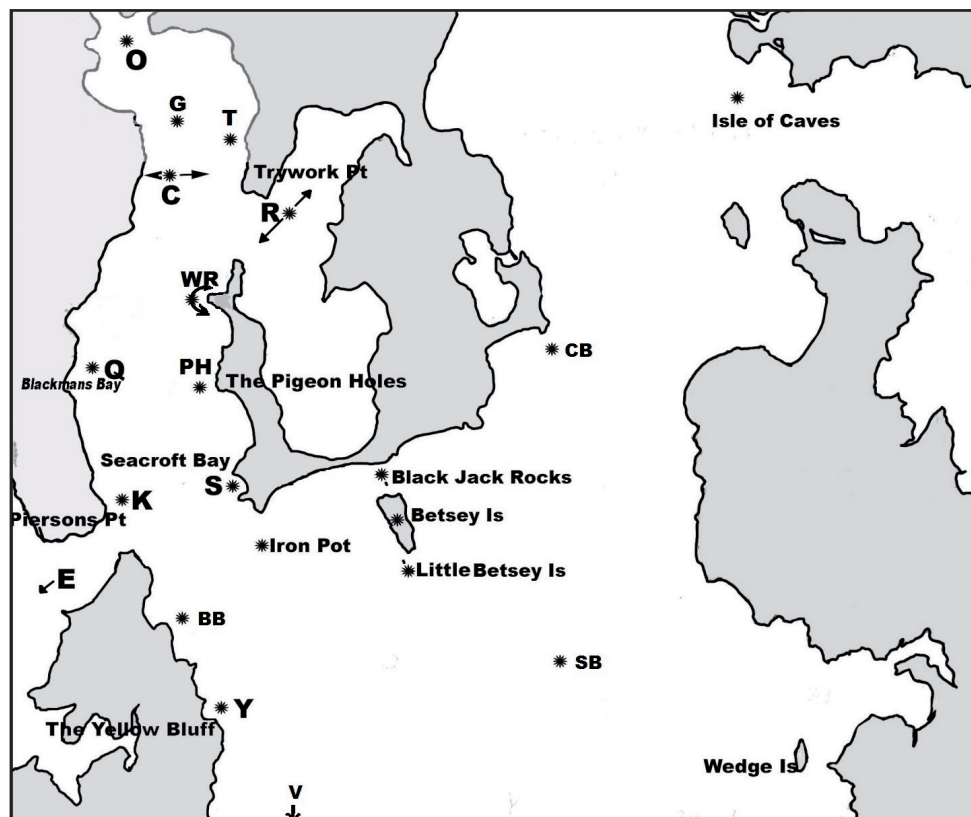 O
G
T
Isle of Caves
Trywork Pt
C
R
WR
CB
Q
PH
Blackmans Bay
The Pigeon Holes
Seacroft Bay
Black Jack Rocks
S
K
Betsey Is
Piersons Pt
Iron Pot
Little Betsey Is
E
BB
SB
Y
The Yellow Bluff
Wedge Is
V